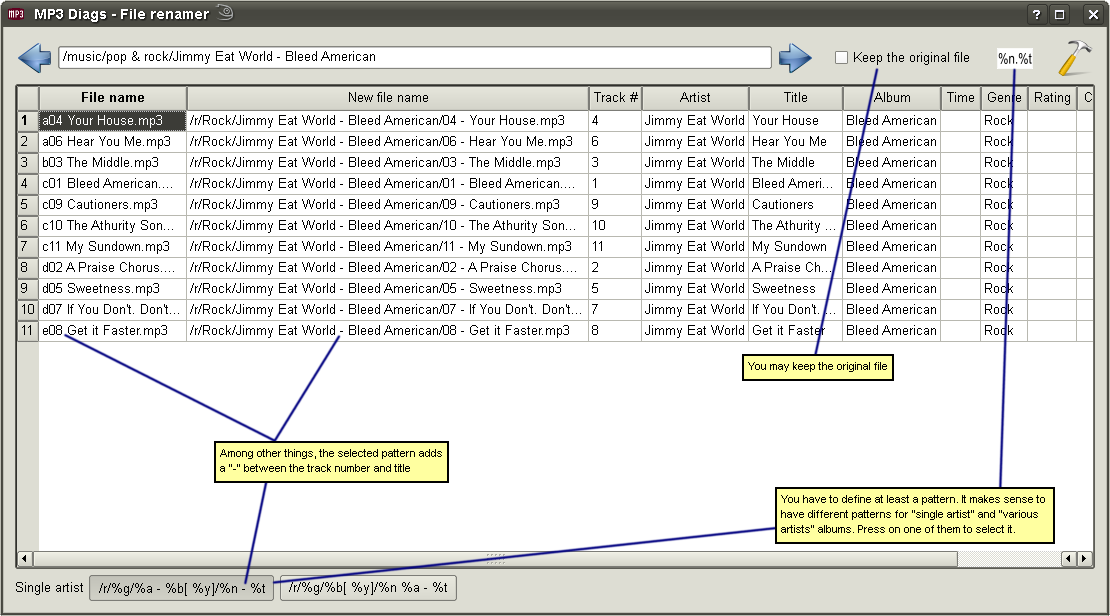 MP3 MP3 Diags - File renamer
/music/pop & rock/Jimmy Eat World - Bleed American
Keep the original file
%n.%t
File name New file name Track # Artist Title Album Time Genre Rating C
1 a04 Your House.mp3 /r/Rock/Jimmy Eat World - Bleed American/04 - Your House.mp3 4 Jimmy Eat World Your House Bleed American Rock
2 a06 Hear You Me.mp3 /r/Rock/Jimmy Eat World - Bleed American/06 - Hear You Me.mp3 6 Jimmy Eat World Hear You Me Bleed American Rock
3 b03 The Middle.mp3 /r/Rock/Jimmy Eat World - Bleed American/03 - The Middle.mp3 3 Jimmy Eat World The Middle Bleed American Rock
4 c01 Bleed American.... /r/Rock/Jimmy Eat World - Bleed American/01 - Bleed American.... 1 Jimmy Eat World Bleed Ameri... Bleed American Rock
5 c09 Cautioners.mp3 /r/Rock/Jimmy Eat World - Bleed American/09 - Cautioners.mp3 9 Jimmy Eat World Cautioners Bleed American Rock
6 c10 The Athurity Son... /r/Rock/Jimmy Eat World - Bleed American/10 - The Athurity Son... 10 Jimmy Eat World The Athurity ... Bleed American Rock
7 c11 My Sundown.mp3 /r/Rock/Jimmy Eat World - Bleed American/11 - My Sundown.mp3 11 Jimmy Eat World My Sundown Bleed American Rock
8 d02 A Praise Chorus.... /r/Rock/Jimmy Eat World - Bleed American/02 - A Praise Chorus.... 2 Jimmy Eat World A Praise Ch... Bleed American Rock
9 d05 Sweetness.mp3 /r/Rock/Jimmy Eat World - Bleed American/05 - Sweetness.mp3 5 Jimmy Eat World Sweetness Bleed American Rock
10 d07 If You Don't. Don't... /r/Rock/Jimmy Eat World - Bleed American/07 - If You Don't. Don't... 7 Jimmy Eat World If You Don't. ... Bleed American Rock
11 e08 Get it Faster.mp3 /r/Rock/Jimmy Eat World - Bleed American/08 - Get it Faster.mp3 8 Jimmy Eat World Get it Faster Bleed American Rock
You may keep the original file
Among other things, the selected pattern adds
a "-" between the track number and title
You have to define at least a pattern. It makes sense to
have different patterns for "single artist" and "various
artists" albums. Press on one of them to select it.
Single artist /r/%g/%a - %b[ %y]/%n - %t /r/%g/%b[ %y]/%n %a - %t